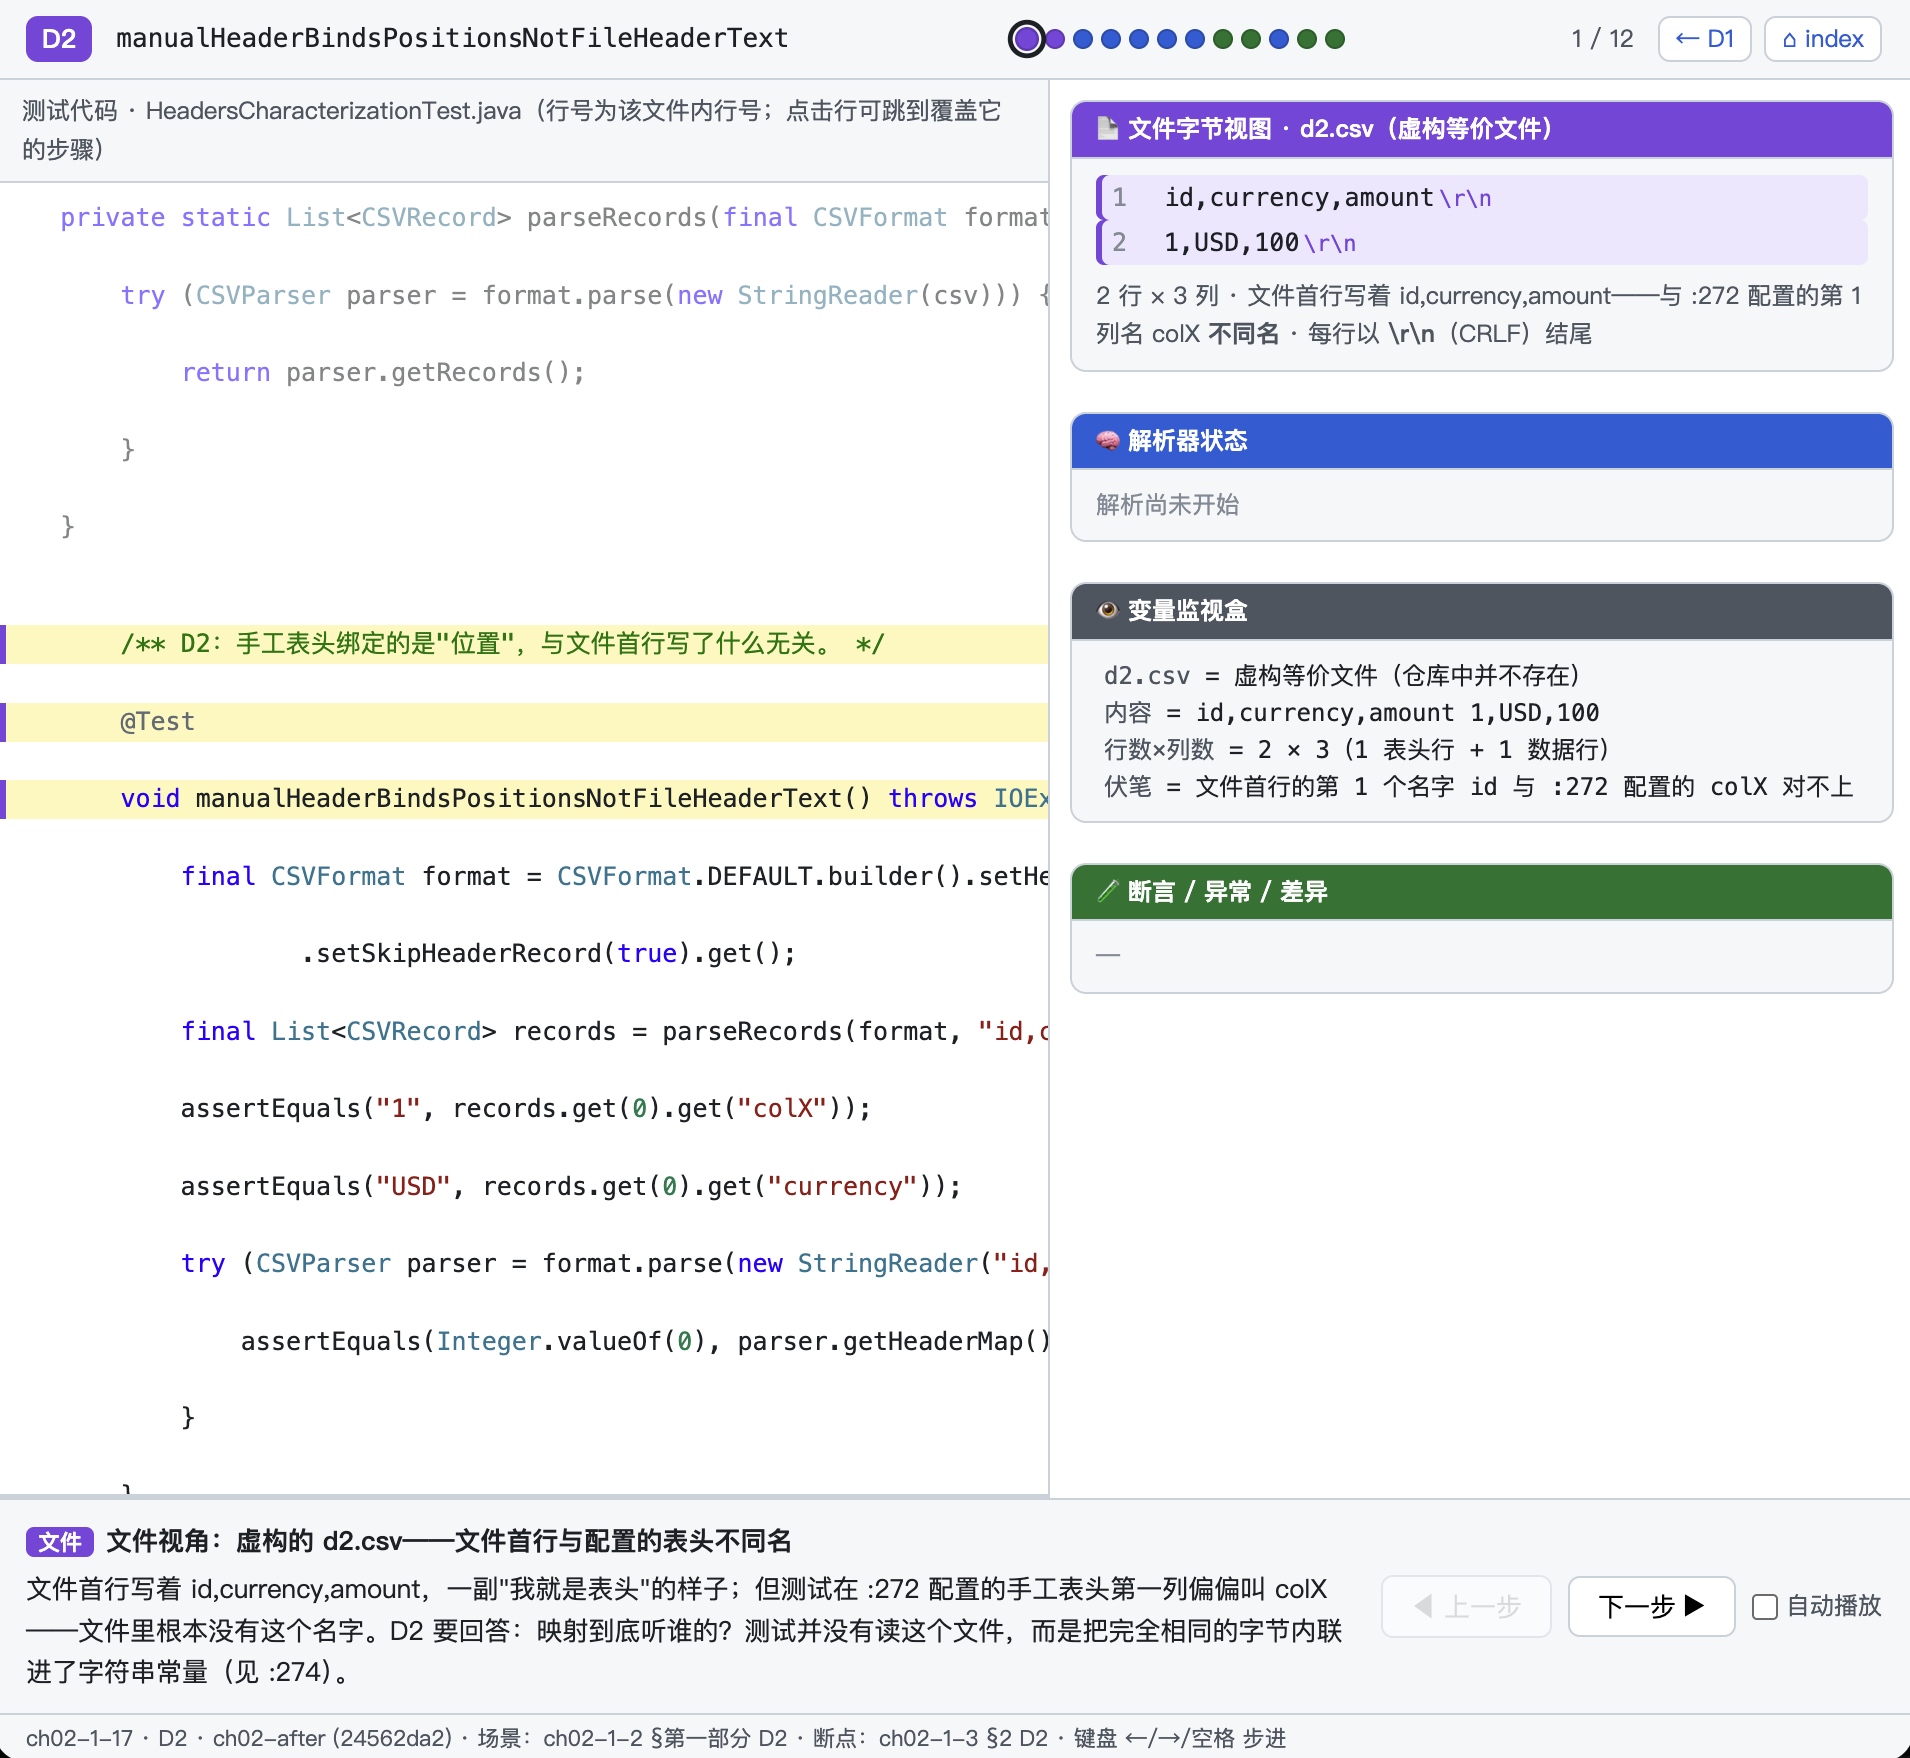 D2 manualHeaderBindsPositionsNotFileHeaderText 1 / 12 ← D1 ⌂ index
测试代码 · HeadersCharacterizationTest.java（行号为该文件内行号；点击行可跳到覆盖它
的步骤）
private static List<CSVRecord> parseRecords(final CSVFormat format
try (CSVParser parser = format.parse(new StringReader(csv))) {
return parser.getRecords();
}
}
/** D2：手工表头绑定的是"位置"，与文件首行写了什么无关。 */
@Test
void manualHeaderBindsPositionsNotFileHeaderText() throws IOEx
final CSVFormat format = CSVFormat.DEFAULT.builder().setHe
.setSkipHeaderRecord(true).get();
final List<CSVRecord> records = parseRecords(format, "id,c
assertEquals("1", records.get(0).get("colX"));
assertEquals("USD", records.get(0).get("currency"));
try (CSVParser parser = format.parse(new StringReader("id,
assertEquals(Integer.valueOf(0), parser.getHeaderMap()
}
}
文件字节视图 · d2.csv（虚构等价文件）
1 id,currency,amount\r\n
2 1,USD,100\r\n
2 行 × 3 列 · 文件首行写着 id,currency,amount——与 :272 配置的第 1
列名 colX 不同名 · 每行以 \r\n（CRLF）结尾
解析器状态
解析尚未开始
变量监视盒
d2.csv = 虚构等价文件（仓库中并不存在）
内容 = id,currency,amount 1,USD,100
行数×列数 = 2 × 3（1 表头行 + 1 数据行）
伏笔 = 文件首行的第 1 个名字 id 与 :272 配置的 colX 对不上
断言 / 异常 / 差异
—
文件 文件视角：虚构的 d2.csv——文件首行与配置的表头不同名
文件首行写着 id,currency,amount，一副"我就是表头"的样子；但测试在 :272 配置的手工表头第一列偏偏叫 colX
——文件里根本没有这个名字。D2 要回答：映射到底听谁的？测试并没有读这个文件，而是把完全相同的字节内联
进了字符串常量（见 :274）。
◀ 上一步 下一步 ▶ 自动播放
ch02-1-17 · D2 · ch02-after (24562da2) · 场景：ch02-1-2 §第一部分 D2 · 断点：ch02-1-3 §2 D2 · 键盘 ←/→/空格 步进